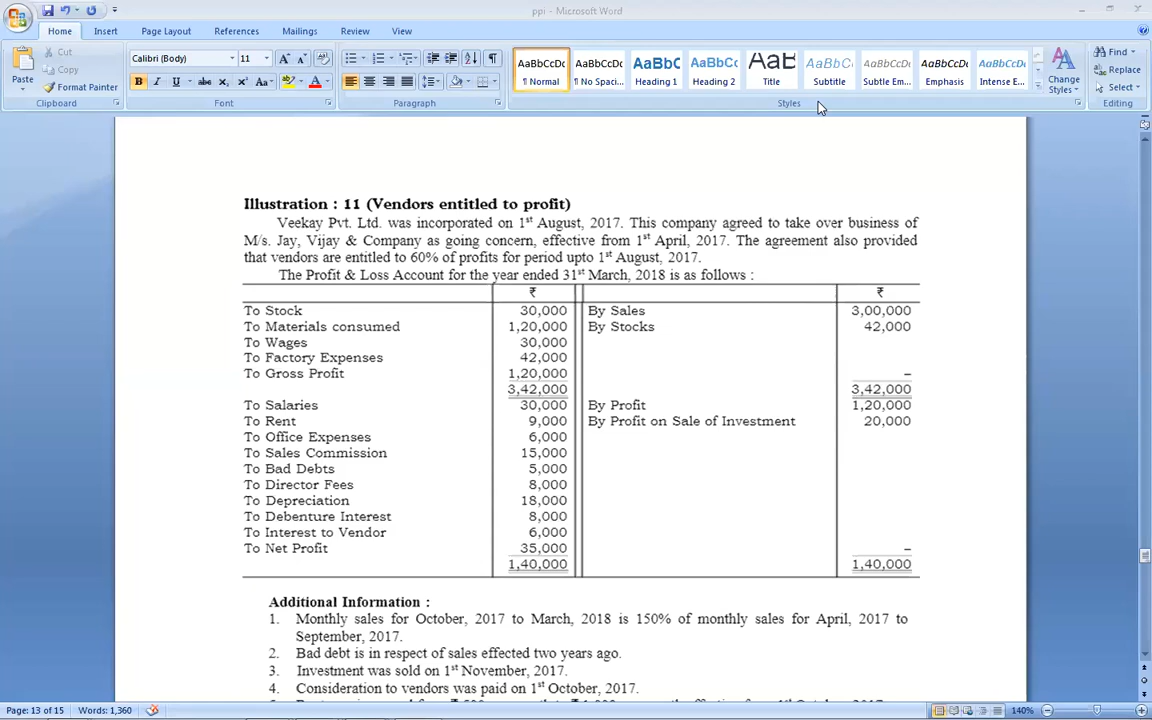 ppi - Microsoft Word
Home Insert Page Layout References Mailings Review View
Paste
Cut
Copy
Format Painter
Clipboard
Calibri (Body) 11
B I U abc x₂ x² Aa
Font
Paragraph
AaBbCcDc AaBbCcDc AaBbC AaBbCc AaB AaBbCc. AaBbCcDc AaBbCcDc AaBbCcDc
¶ Normal ¶ No Spaci... Heading 1 Heading 2 Title Subtitle Subtle Em... Emphasis Intense E...
Styles
Change Styles
Find
Replace
Select
Editing
Illustration : 11 (Vendors entitled to profit)
Veekay Pvt. Ltd. was incorporated on 1st August, 2017. This company agreed to take over business of
M/s. Jay, Vijay & Company as going concern, effective from 1st April, 2017. The agreement also provided
that vendors are entitled to 60% of profits for period upto 1st August, 2017.
The Profit & Loss Account for the year ended 31st March, 2018 is as follows :
₹ ₹
To Stock 30,000 By Sales 3,00,000
To Materials consumed 1,20,000 By Stocks 42,000
To Wages 30,000
To Factory Expenses 42,000
To Gross Profit 1,20,000 –
3,42,000 3,42,000
To Salaries 30,000 By Profit 1,20,000
To Rent 9,000 By Profit on Sale of Investment 20,000
To Office Expenses 6,000
To Sales Commission 15,000
To Bad Debts 5,000
To Director Fees 8,000
To Depreciation 18,000
To Debenture Interest 8,000
To Interest to Vendor 6,000
To Net Profit 35,000 –
1,40,000 1,40,000
Additional Information :
1. Monthly sales for October, 2017 to March, 2018 is 150% of monthly sales for April, 2017 to
September, 2017.
2. Bad debt is in respect of sales effected two years ago.
3. Investment was sold on 1st November, 2017.
4. Consideration to vendors was paid on 1st October, 2017.
Page: 13 of 15 Words: 1,360 140%